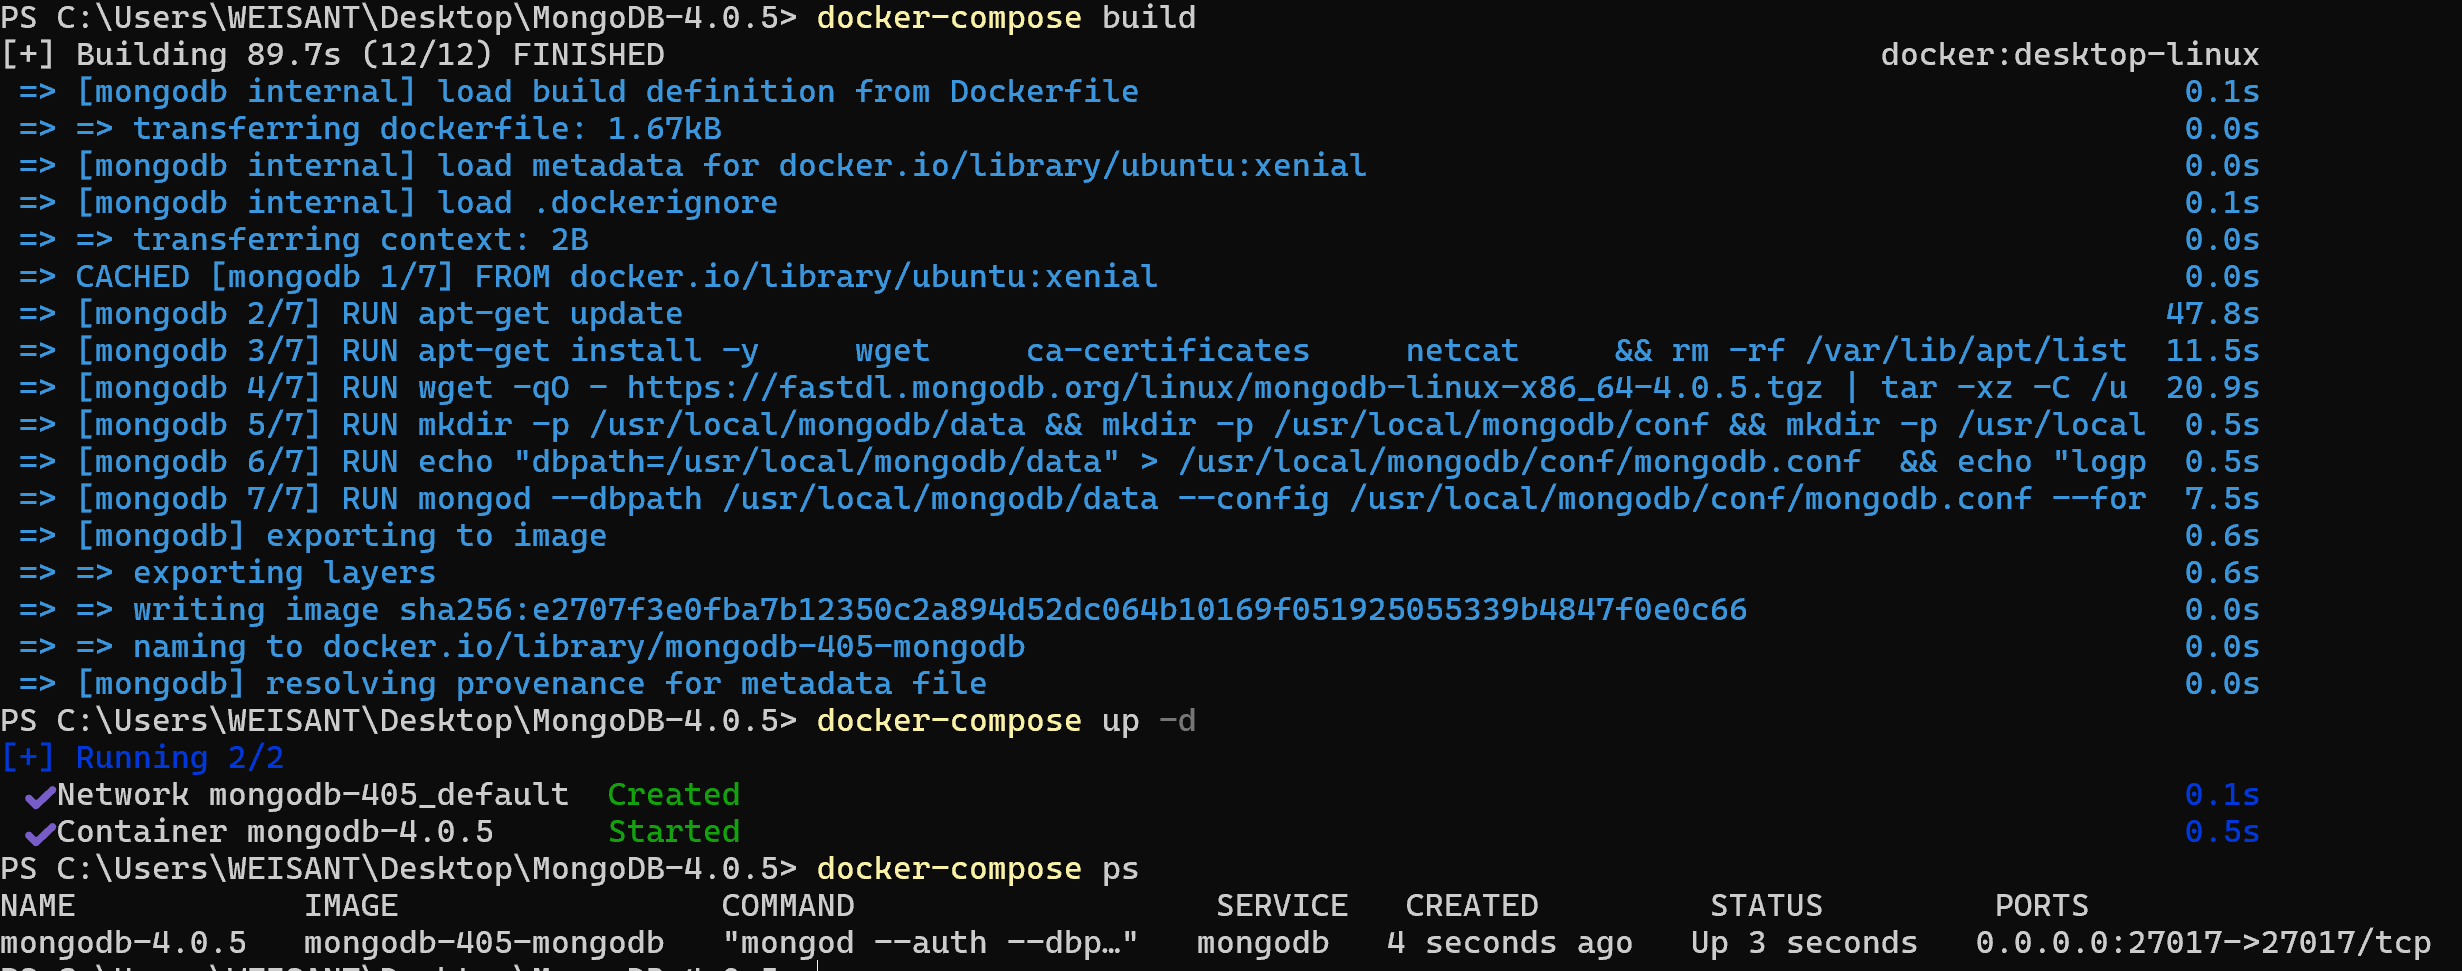 PS C:\Users\WEISANT\Desktop\MongoDB-4.0.5> docker-compose build
[+] Building 89.7s (12/12) FINISHED docker:desktop-linux
=> [mongodb internal] load build definition from Dockerfile 0.1s
=> => transferring dockerfile: 1.67kB 0.0s
=> [mongodb internal] load metadata for docker.io/library/ubuntu:xenial 0.0s
=> [mongodb internal] load .dockerignore 0.1s
=> => transferring context: 2B 0.0s
=> CACHED [mongodb 1/7] FROM docker.io/library/ubuntu:xenial 0.0s
=> [mongodb 2/7] RUN apt-get update 47.8s
=> [mongodb 3/7] RUN apt-get install -y wget ca-certificates netcat && rm -rf /var/lib/apt/list 11.5s
=> [mongodb 4/7] RUN wget -qO - https://fastdl.mongodb.org/linux/mongodb-linux-x86_64-4.0.5.tgz | tar -xz -C /u 20.9s
=> [mongodb 5/7] RUN mkdir -p /usr/local/mongodb/data && mkdir -p /usr/local/mongodb/conf && mkdir -p /usr/local 0.5s
=> [mongodb 6/7] RUN echo "dbpath=/usr/local/mongodb/data" > /usr/local/mongodb/conf/mongodb.conf && echo "logp 0.5s
=> [mongodb 7/7] RUN mongod --dbpath /usr/local/mongodb/data --config /usr/local/mongodb/conf/mongodb.conf --for 7.5s
=> [mongodb] exporting to image 0.6s
=> => exporting layers 0.6s
=> => writing image sha256:e2707f3e0fba7b12350c2a894d52dc064b10169f051925055339b4847f0e0c66 0.0s
=> => naming to docker.io/library/mongodb-405-mongodb 0.0s
=> [mongodb] resolving provenance for metadata file 0.0s
PS C:\Users\WEISANT\Desktop\MongoDB-4.0.5> docker-compose up -d
[+] Running 2/2
✔Network mongodb-405_default Created 0.1s
✔Container mongodb-4.0.5 Started 0.5s
PS C:\Users\WEISANT\Desktop\MongoDB-4.0.5> docker-compose ps
NAME IMAGE COMMAND SERVICE CREATED STATUS PORTS
mongodb-4.0.5 mongodb-405-mongodb "mongod --auth --dbp…" mongodb 4 seconds ago Up 3 seconds 0.0.0.0:27017->27017/tcp